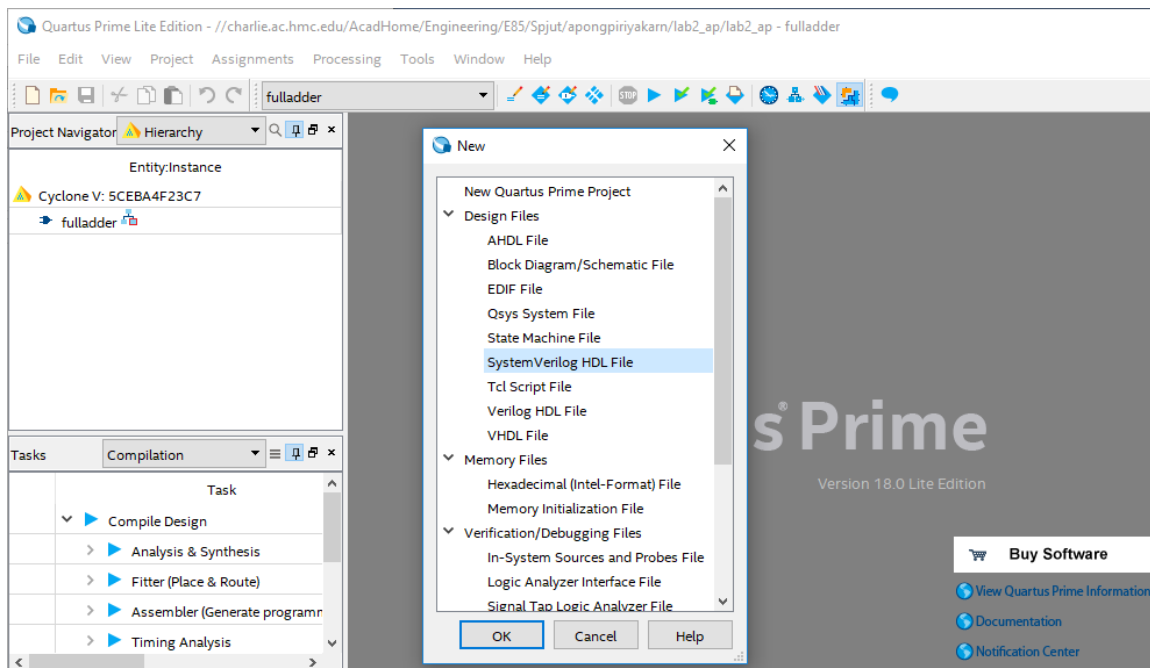 Quartus Prime Lite Edition - //charlie.ac.hmc.edu/AcadHome/Engineering/E85/Spjut/apongpiriyakarn/lab2_ap/lab2_ap - fulladder
File Edit View Project Assignments Processing Tools Window Help
fulladder
STOP
Project Navigator Hierarchy
Entity:Instance
Cyclone V: 5CEBA4F23C7
fulladder
Tasks Compilation
Task
Compile Design
Analysis & Synthesis
Fitter (Place & Route)
Assembler (Generate programr
Timing Analysis
New
New Quartus Prime Project
Design Files
AHDL File
Block Diagram/Schematic File
EDIF File
Qsys System File
State Machine File
SystemVerilog HDL File
Tcl Script File
Verilog HDL File
VHDL File
Memory Files
Hexadecimal (Intel-Format) File
Memory Initialization File
Verification/Debugging Files
In-System Sources and Probes File
Logic Analyzer Interface File
Signal Tap Logic Analyzer File
OK Cancel Help
s® Prime
Version 18.0 Lite Edition
Buy Software
View Quartus Prime Information
Documentation
Notification Center